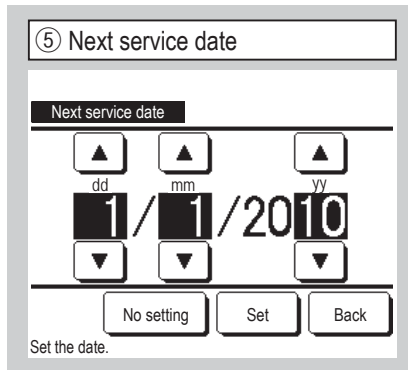 ⑤ Next service date
Next service date
▲ ▲ ▲
dd mm yy
1 / 1 /2010
▼ ▼ ▼
No setting Set Back
Set the date.